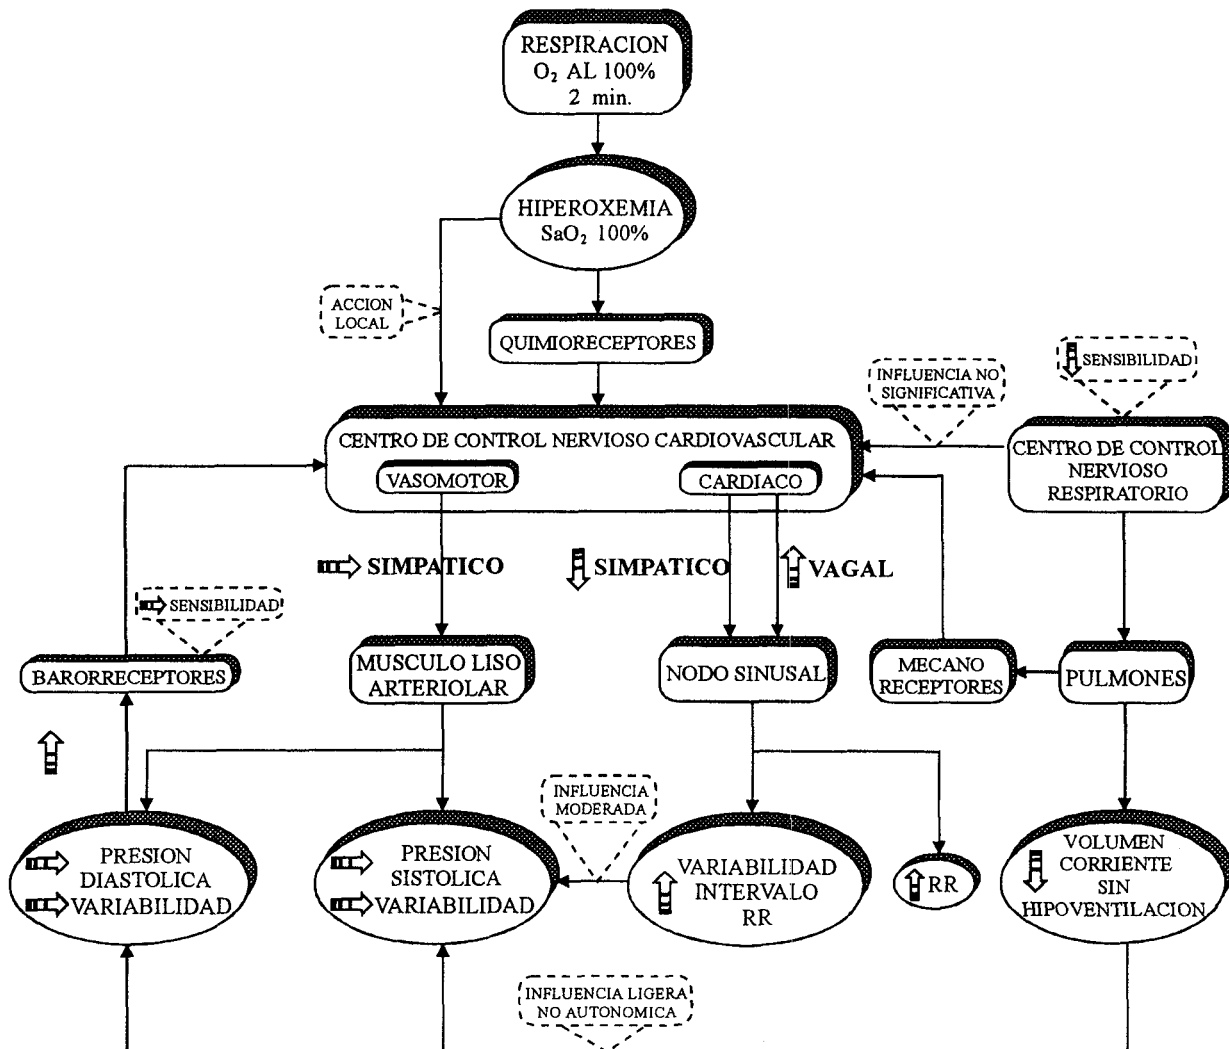 RESPIRACION
O₂ AL 100%
2 min.
HIPEROXEMIA
SaO₂ 100%
ACCION
LOCAL
QUIMIORECEPTORES
INFLUENCIA NO
SIGNIFICATIVA
SENSIBILIDAD
CENTRO DE CONTROL NERVIOSO CARDIOVASCULAR
VASOMOTOR
CARDIACO
CENTRO DE CONTROL
NERVIOSO
RESPIRATORIO
SIMPATICO
SIMPATICO
VAGAL
SENSIBILIDAD
BARORRECEPTORES
MUSCULO LISO
ARTERIOLAR
NODO SINUSAL
MECANO
RECEPTORES
PULMONES
INFLUENCIA
MODERADA
PRESION
DIASTOLICA
VARIABILIDAD
PRESION
SISTOLICA
VARIABILIDAD
VARIABILIDAD
INTERVALO
RR
RR
VOLUMEN
CORRIENTE
SIN
HIPOVENTILACION
INFLUENCIA LIGERA
NO AUTONOMICA